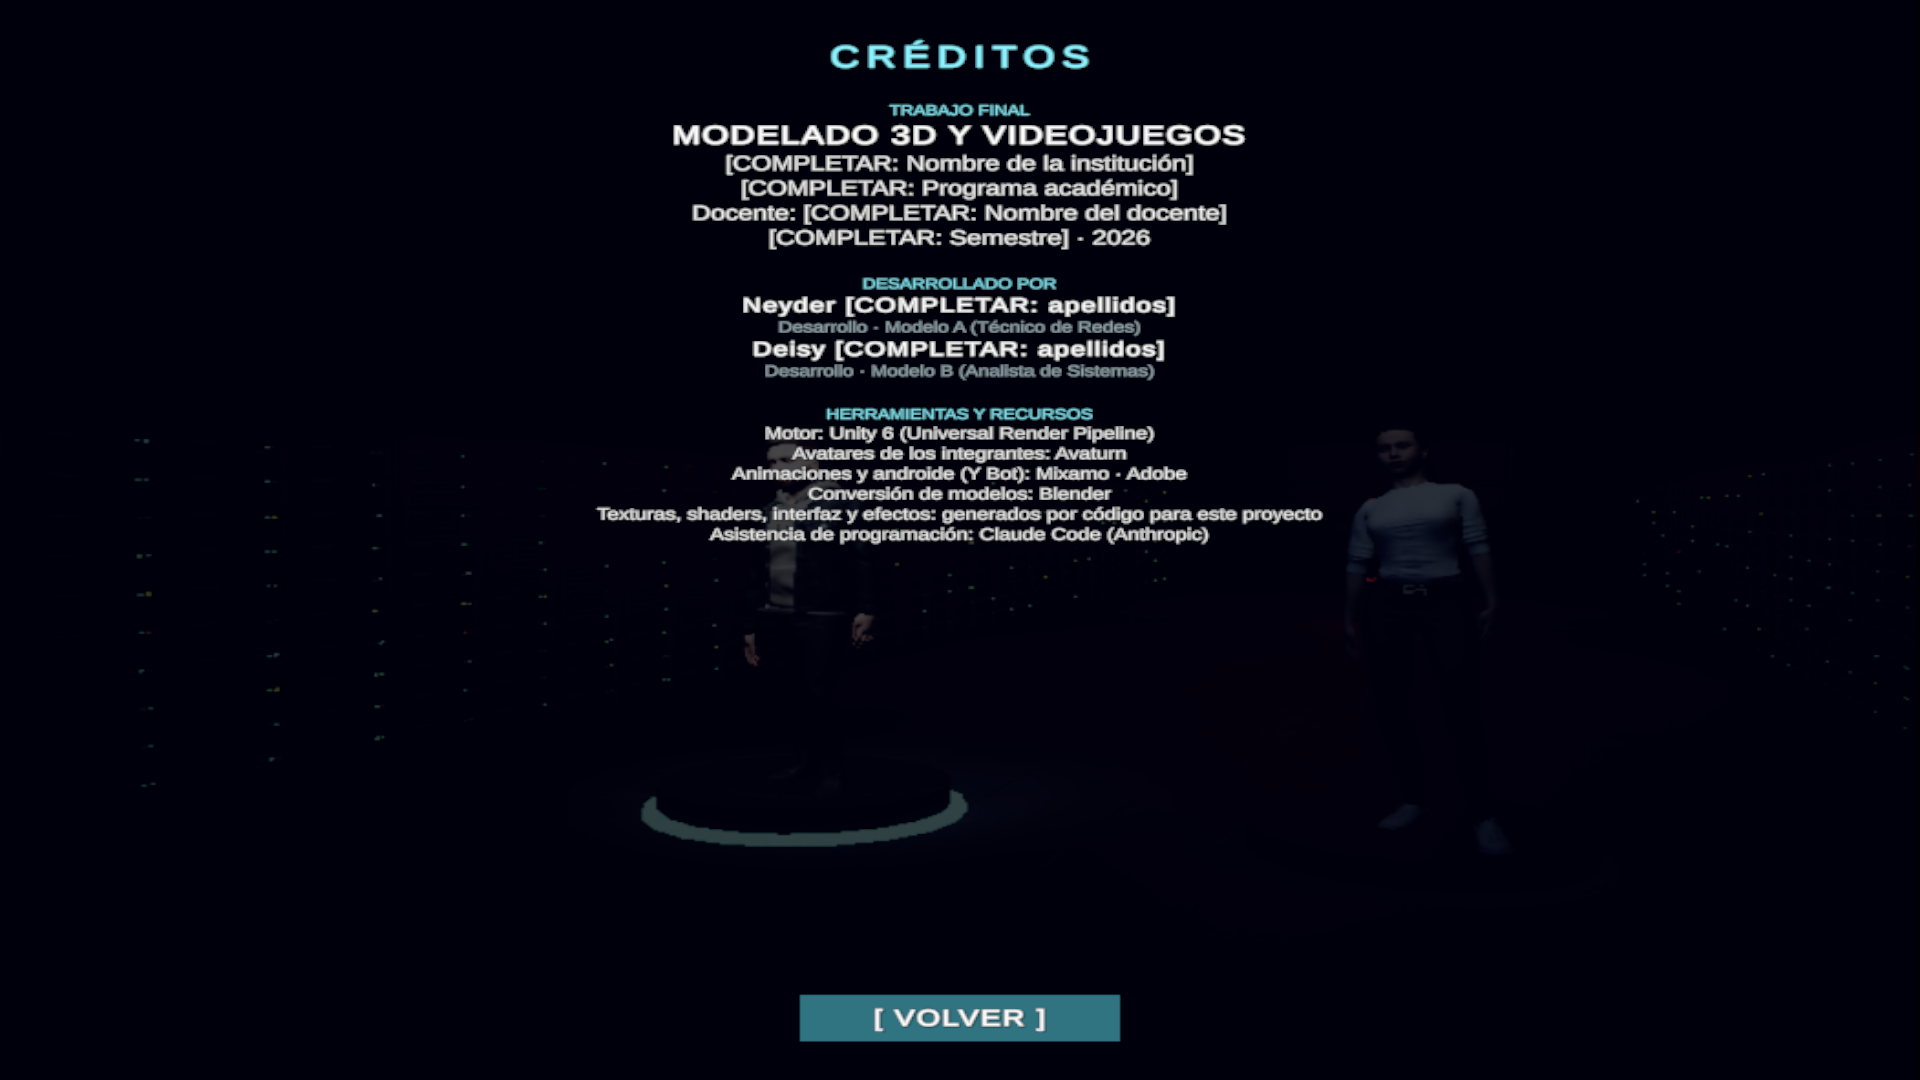 CRÉDITOS
TRABAJO FINAL
MODELADO 3D Y VIDEOJUEGOS
[COMPLETAR: Nombre de la institución]
[COMPLETAR: Programa académico]
Docente: [COMPLETAR: Nombre del docente]
[COMPLETAR: Semestre] · 2026
DESARROLLADO POR
Neyder [COMPLETAR: apellidos]
Desarrollo · Modelo A (Técnico de Redes)
Deisy [COMPLETAR: apellidos]
Desarrollo · Modelo B (Analista de Sistemas)
HERRAMIENTAS Y RECURSOS
Motor: Unity 6 (Universal Render Pipeline)
Avatares de los integrantes: Avaturn
Animaciones y androide (Y Bot): Mixamo · Adobe
Conversión de modelos: Blender
Texturas, shaders, interfaz y efectos: generados por código para este proyecto
Asistencia de programación: Claude Code (Anthropic)
[ VOLVER ]